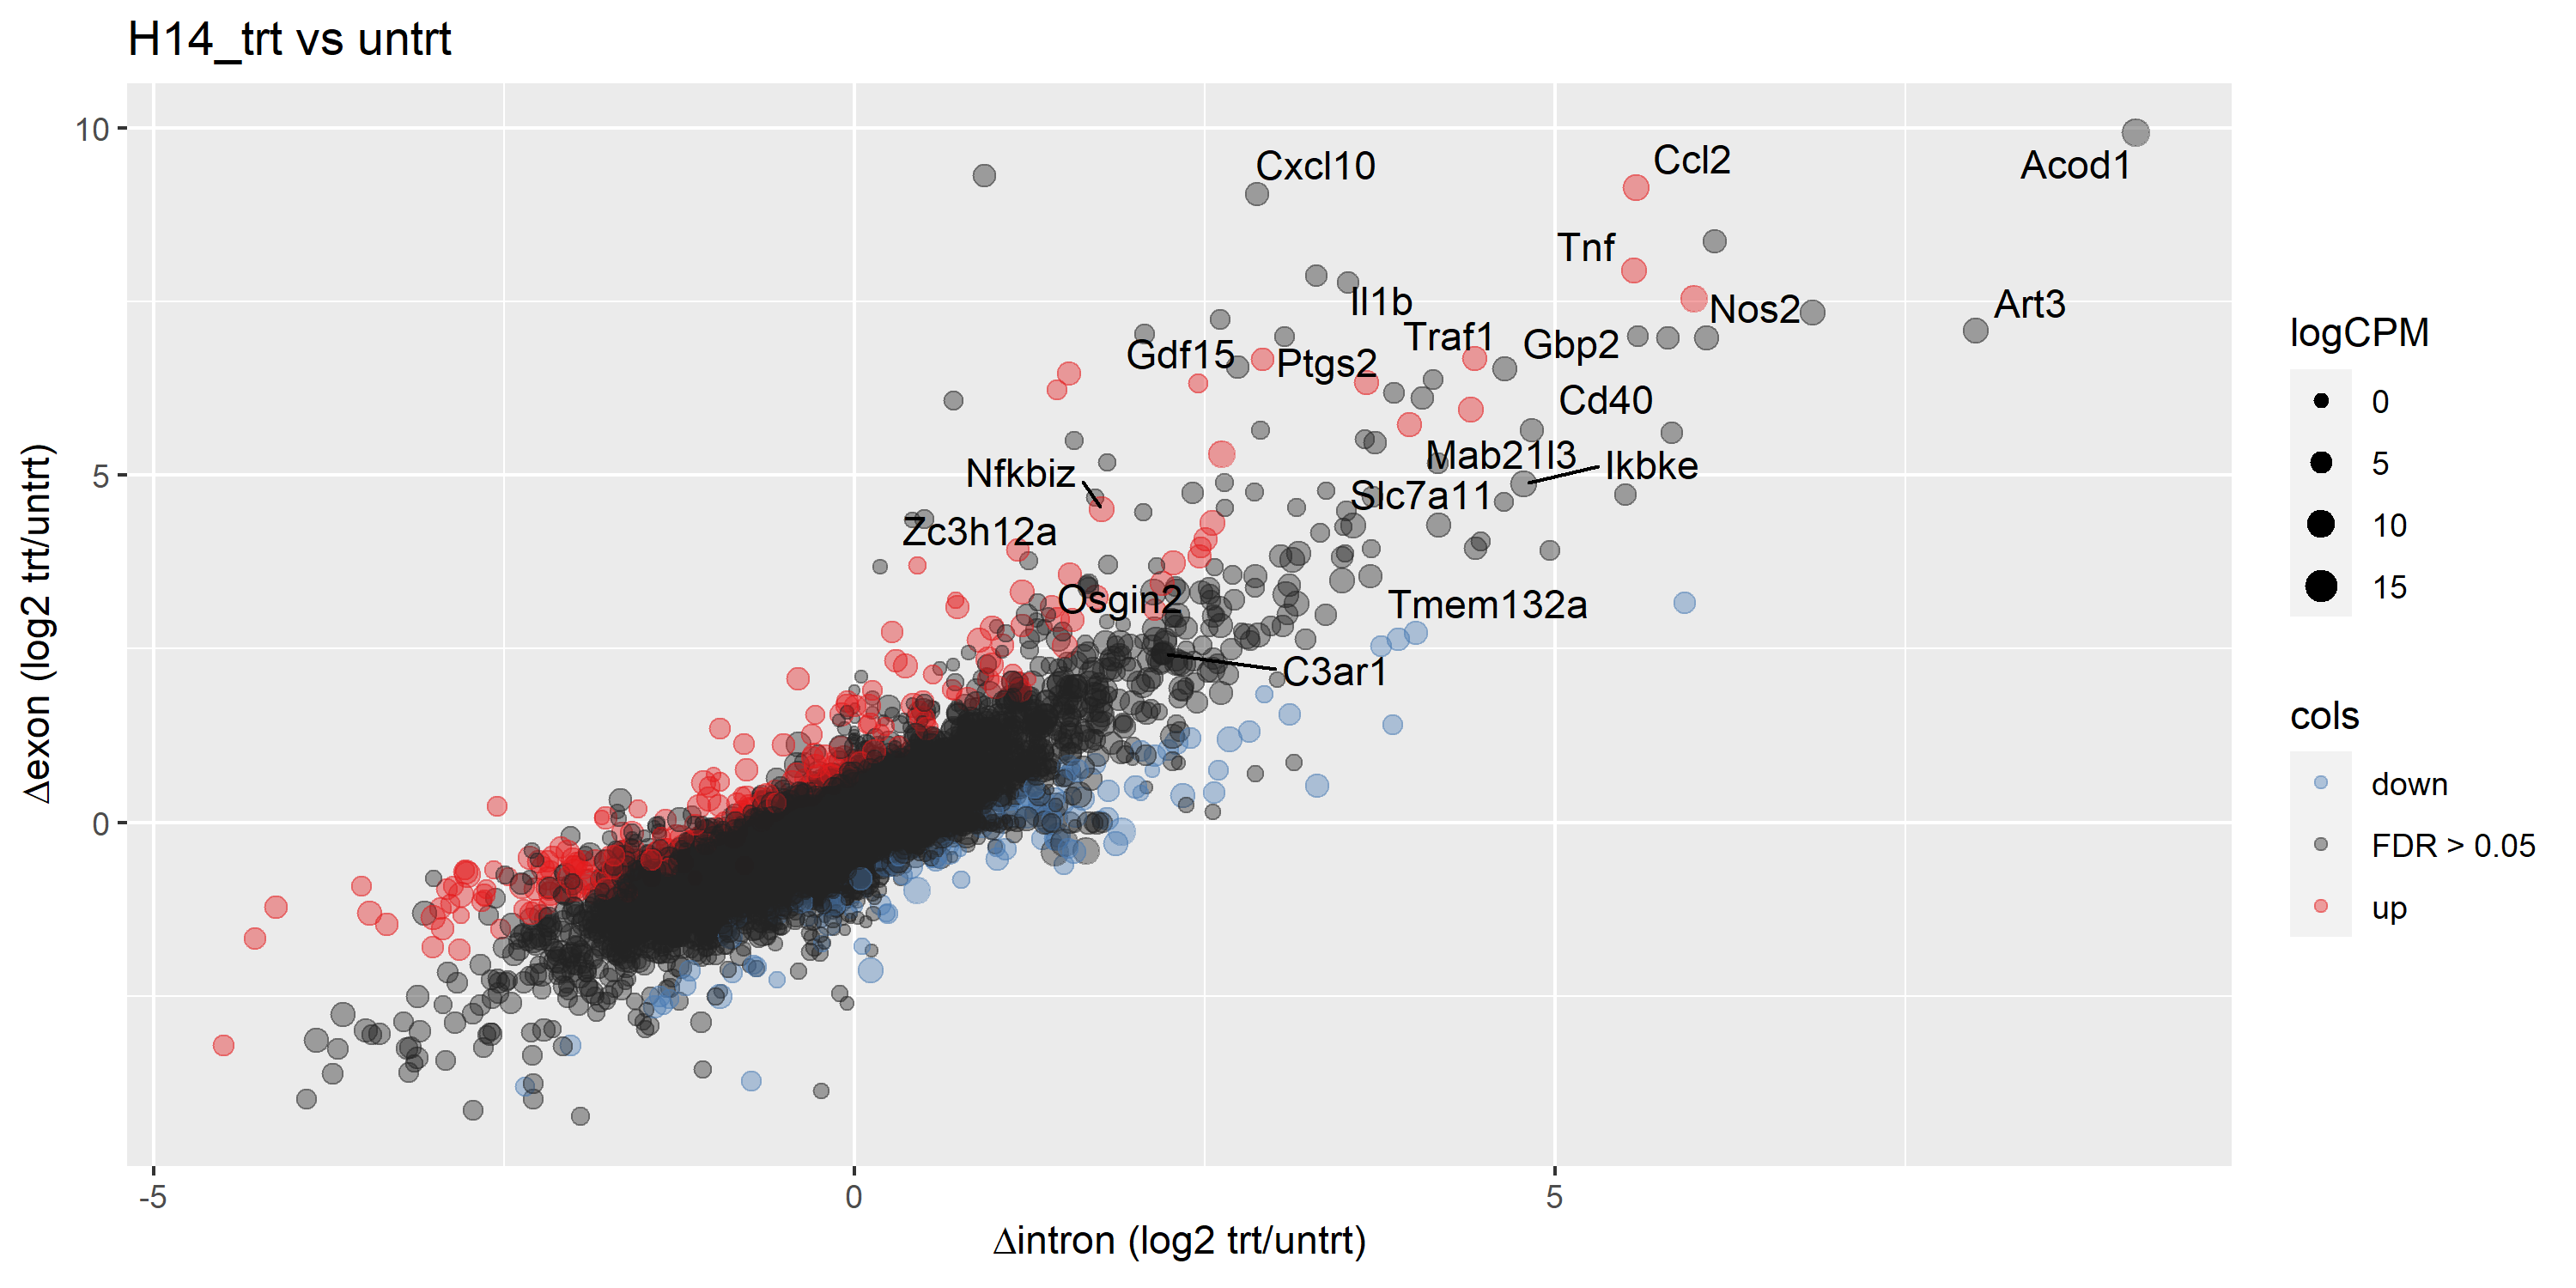 H14_trt vs untrt
10
5
0
Δexon (log2 trt/untrt)
-5
0
5
Δintron (log2 trt/untrt)
Cxcl10
Ccl2
Acod1
Tnf
Il1b
Nos2
Art3
Traf1
Gbp2
Gdf15
Ptgs2
Cd40
Mab21l3
Ikbke
Nfkbiz
Slc7a11
Zc3h12a
Osgin2
Tmem132a
C3ar1
logCPM
0
5
10
15
cols
down
FDR > 0.05
up